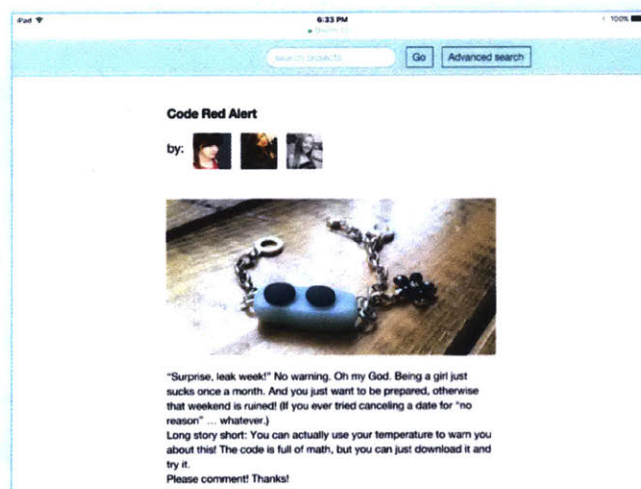 iPad
6:33 PM
100%
search projects
Go
Advanced search
Code Red Alert
by:
“Surprise, leak week!” No warning. Oh my God. Being a girl just
sucks once a month. And you just want to be prepared, otherwise
that weekend is ruined! (If you ever tried canceling a date for “no
reason” … whatever.)
Long story short: You can actually use your temperature to warn you
about this! The code is full of math, but you can just download it and
try it.
Please comment! Thanks!